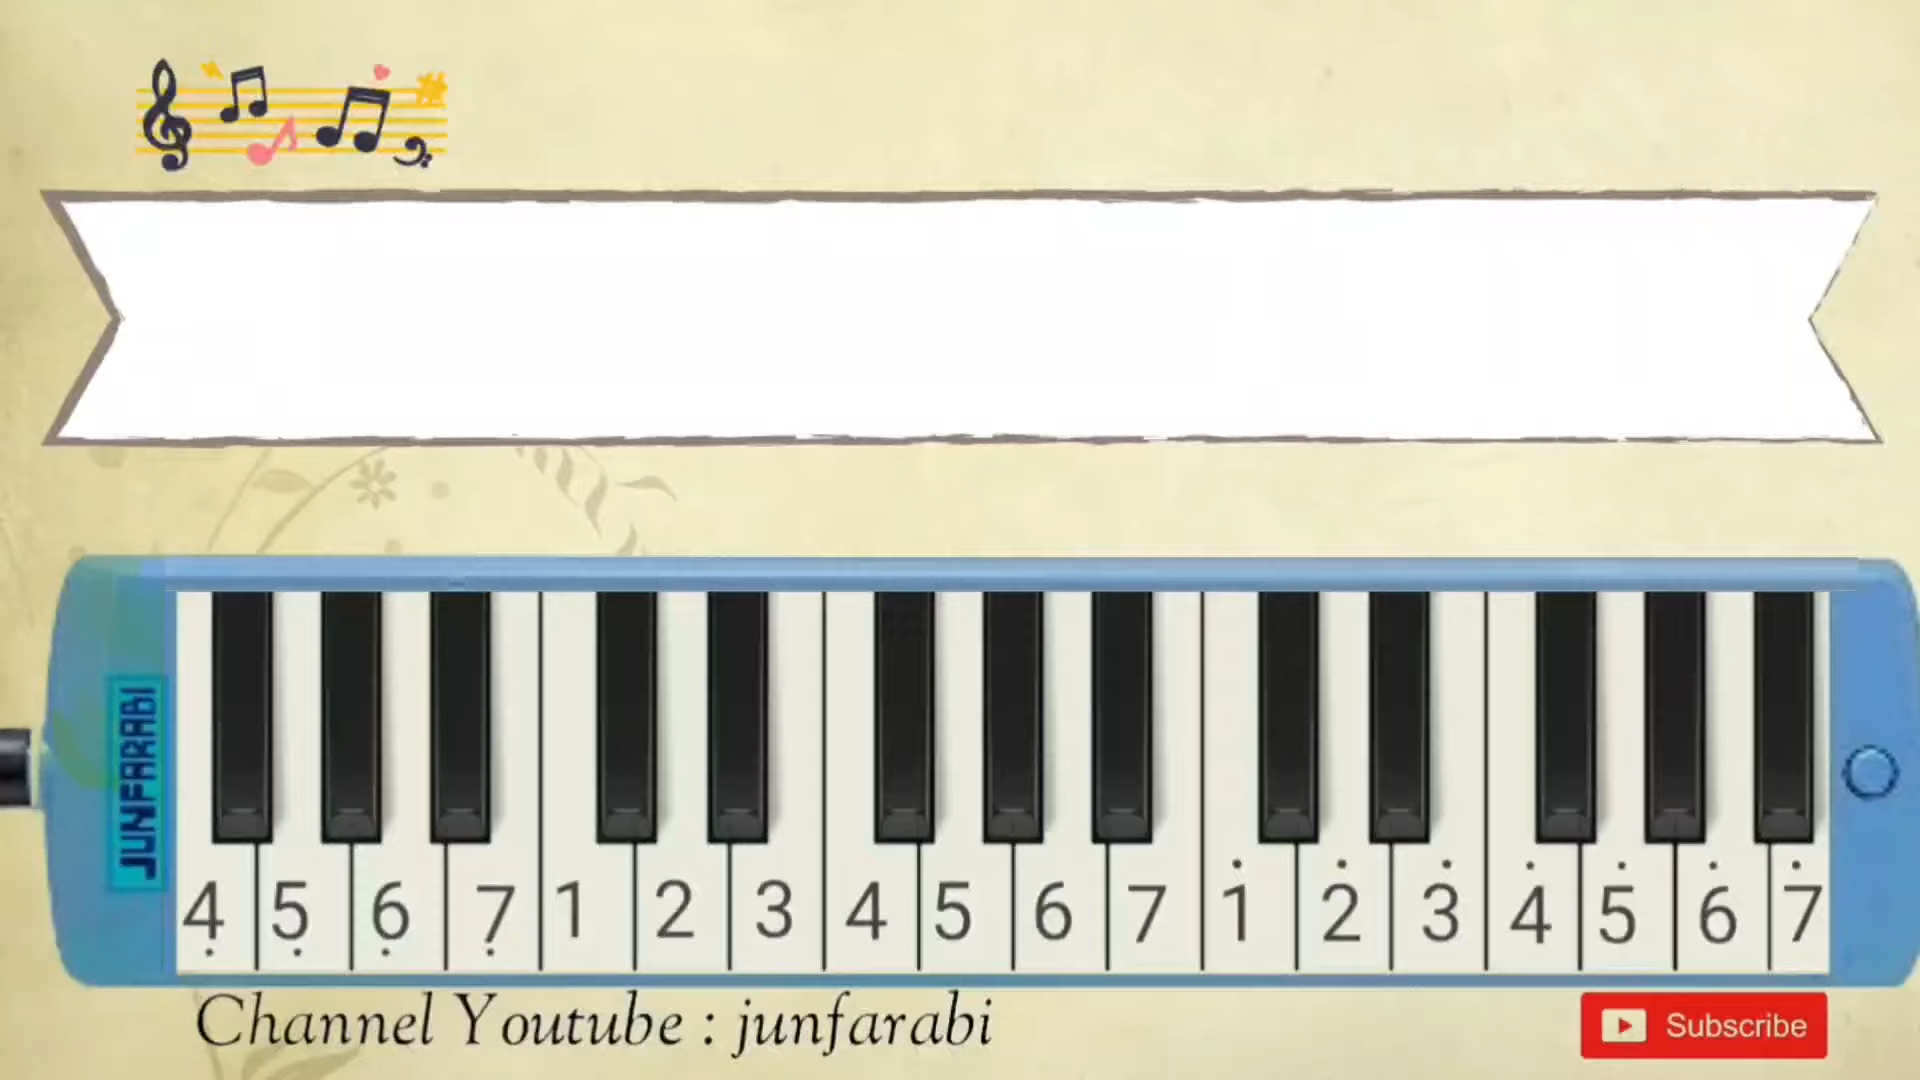 JUNFARABI
4̣ 5̣ 6̣ 7̣ 1 2 3 4 5 6 7 1̇ 2̇ 3̇ 4̇ 5̇ 6̇ 7̇
Channel Youtube : junfarabi
Subscribe